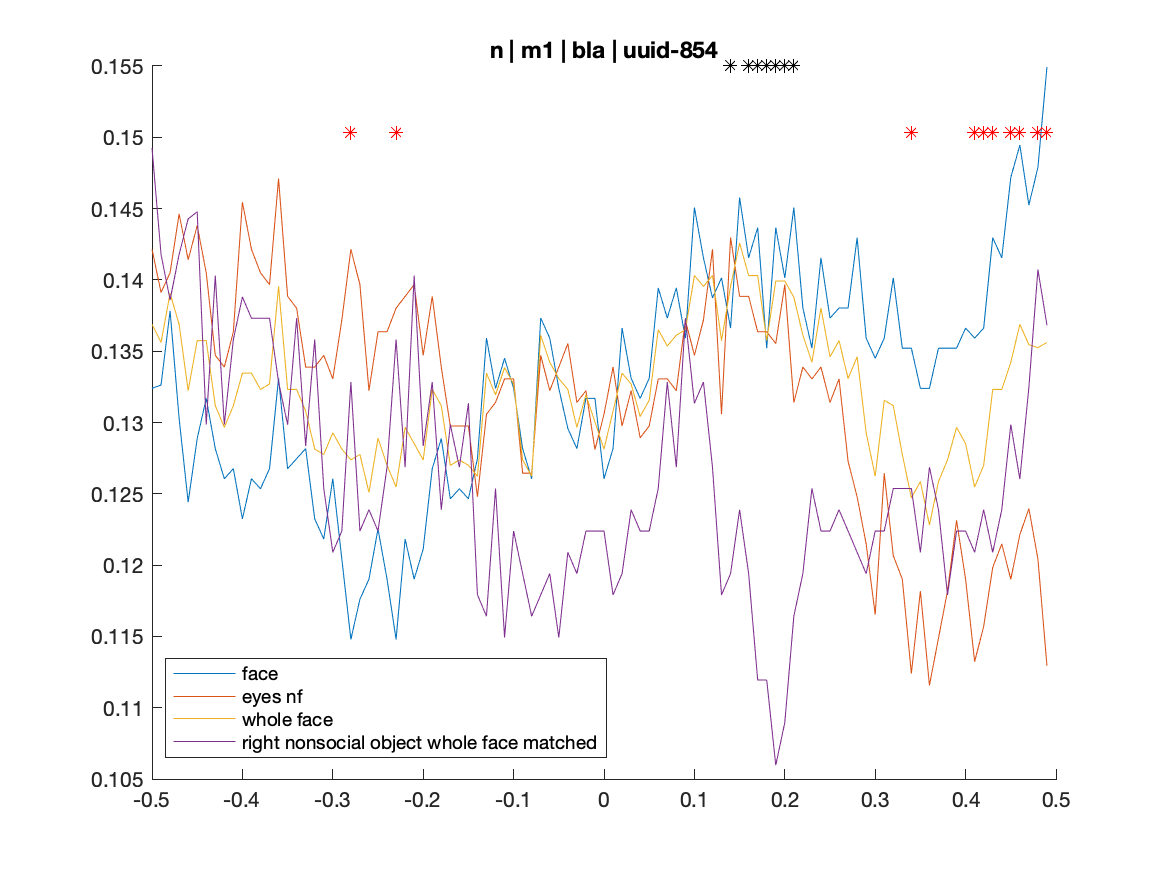 n | m1 | bla | uuid-854
0.155
0.15
0.145
0.14
0.135
0.13
0.125
0.12
0.115
0.11
0.105
face
eyes nf
whole face
right nonsocial object whole face matched
-0.5 -0.4 -0.3 -0.2 -0.1 0 0.1 0.2 0.3 0.4 0.5